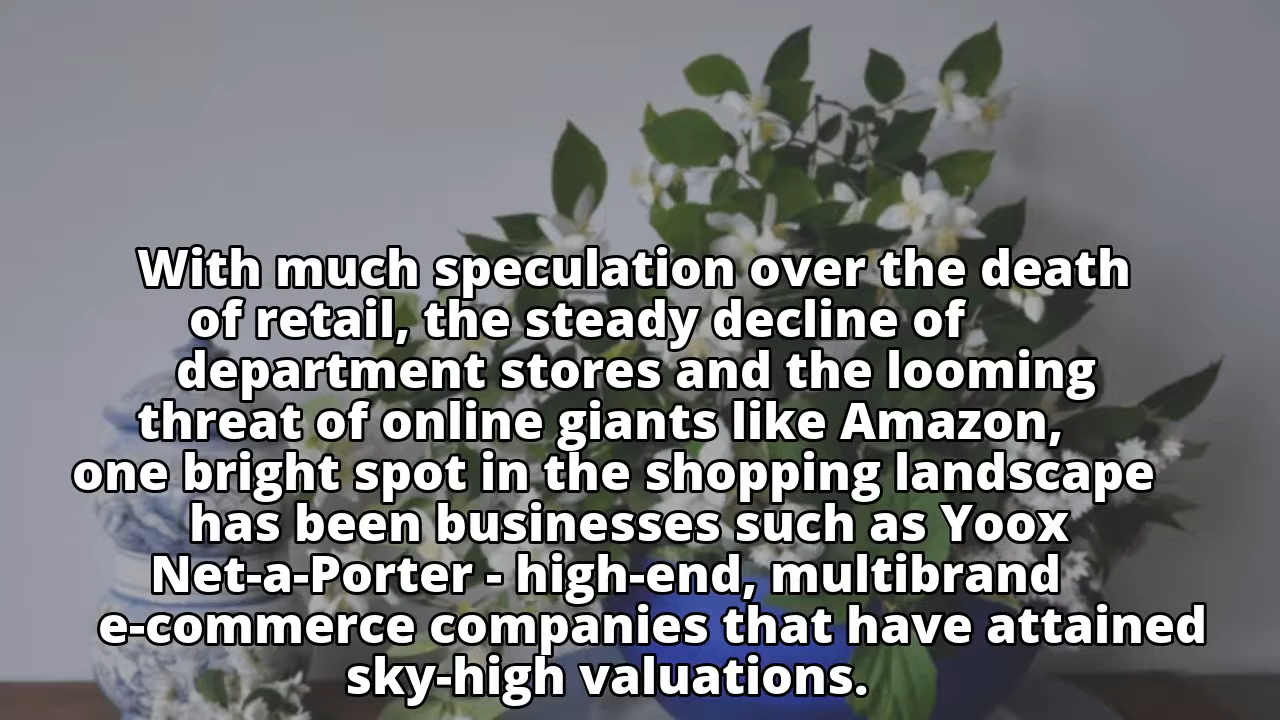 With much speculation over the death
of retail, the steady decline of
department stores and the looming
threat of online giants like Amazon,
one bright spot in the shopping landscape
has been businesses such as Yoox
Net-a-Porter - high-end, multibrand
e-commerce companies that have attained
sky-high valuations.